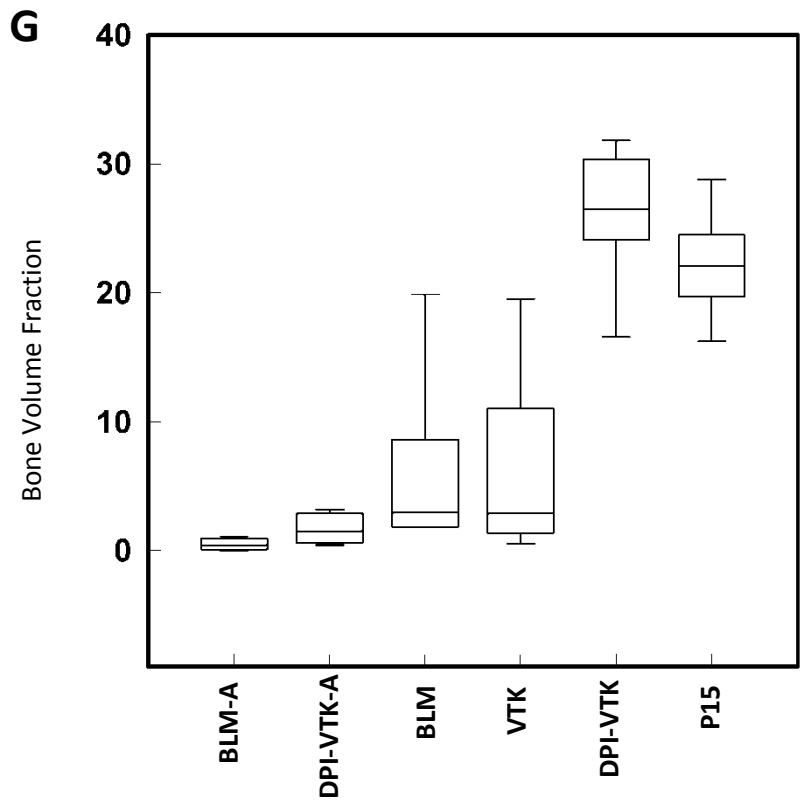 G
40
30
20
10
0
Bone Volume Fraction
BLM-A
DPI-VTK-A
BLM
VTK
DPI-VTK
P15